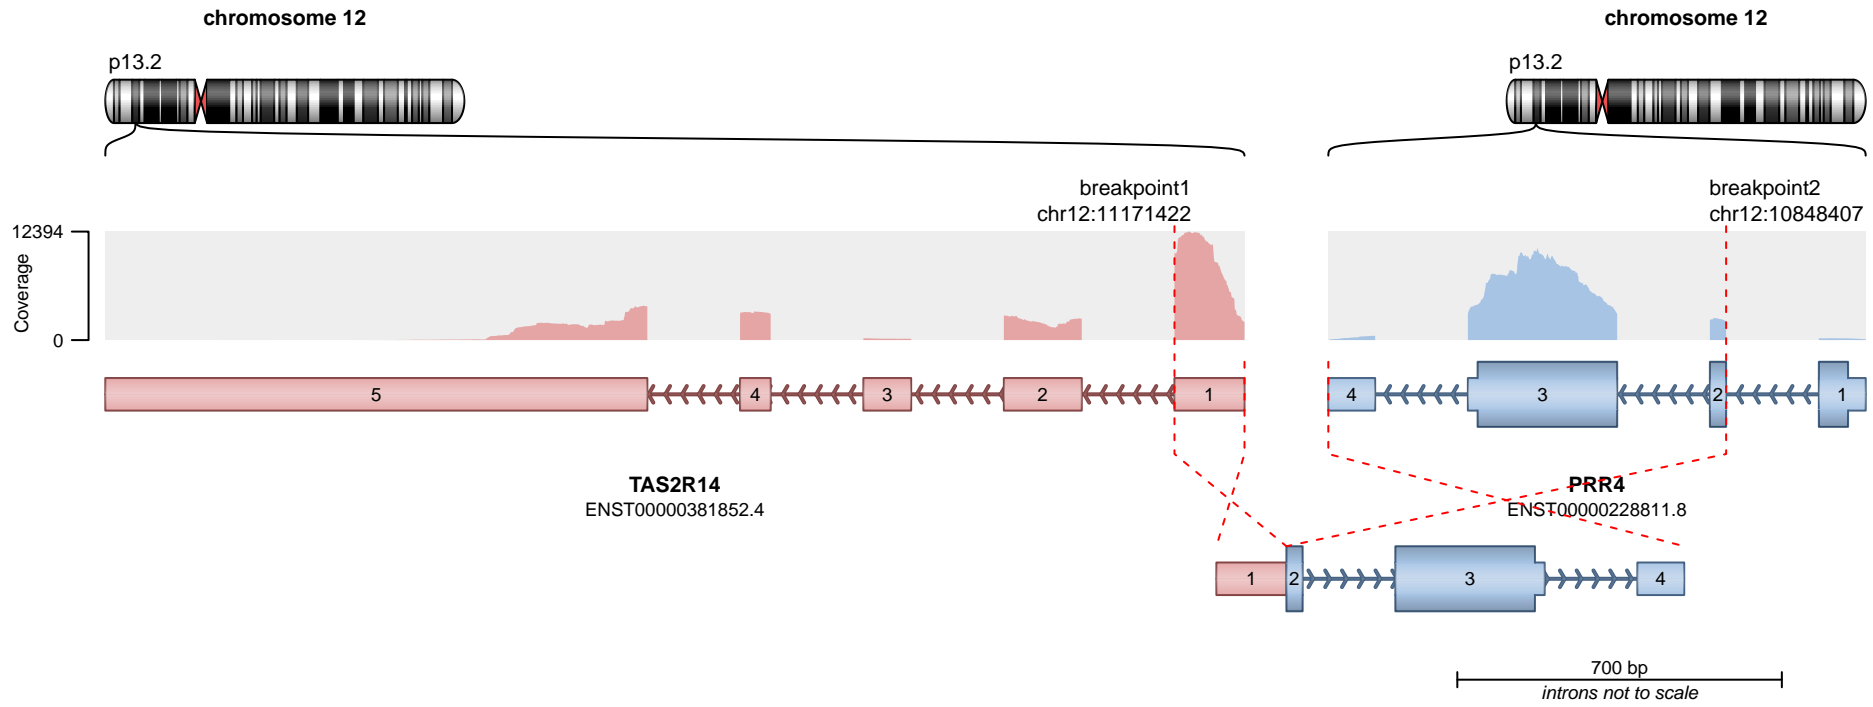 chromosome 12
chromosome 12
p13.2
p13.2
breakpoint1
chr12:11171422
breakpoint2
chr12:10848407
12394
Coverage
0
5
4
3
2
1
4
3
2
1
TAS2R14
ENST00000381852.4
PRR4
ENST00000228811.8
1
2
3
4
700 bp
introns not to scale